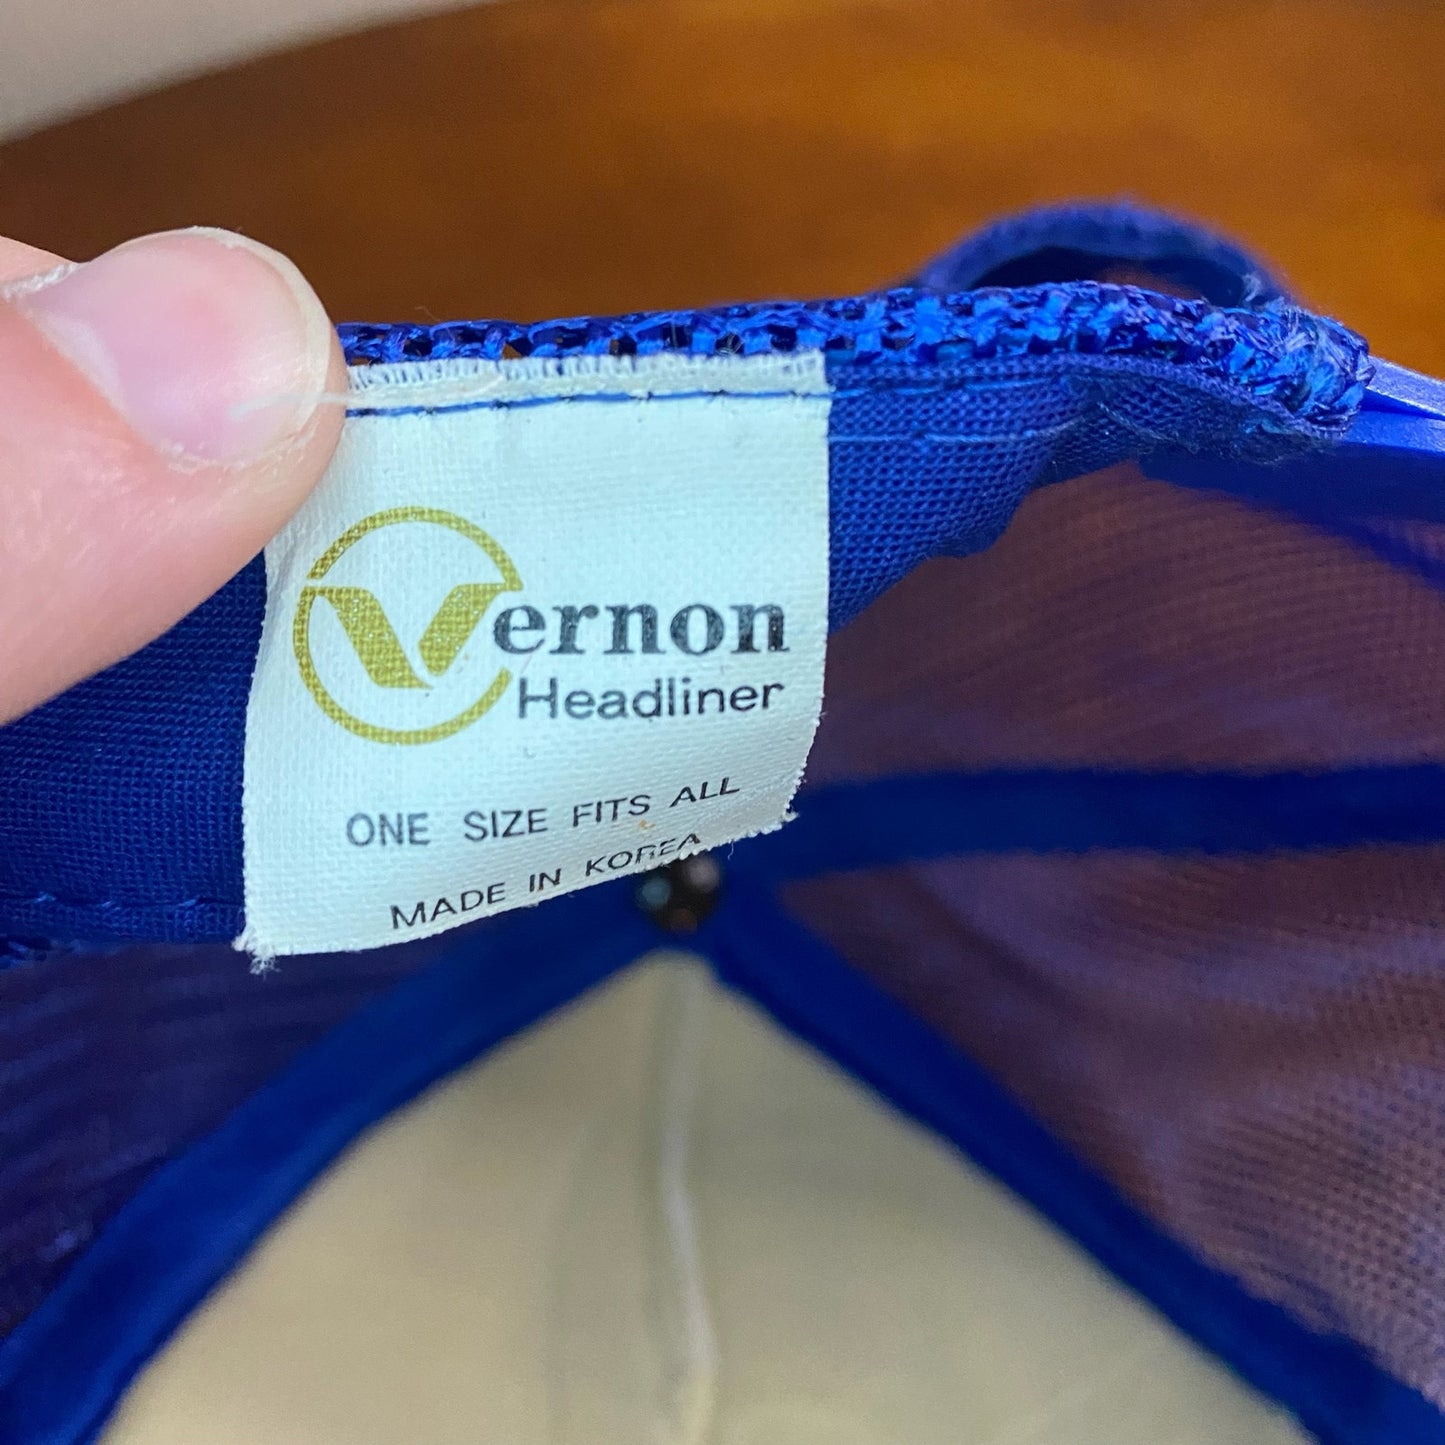 Vernon
Headliner
ONE SIZE FITS ALL
MADE IN KOREA